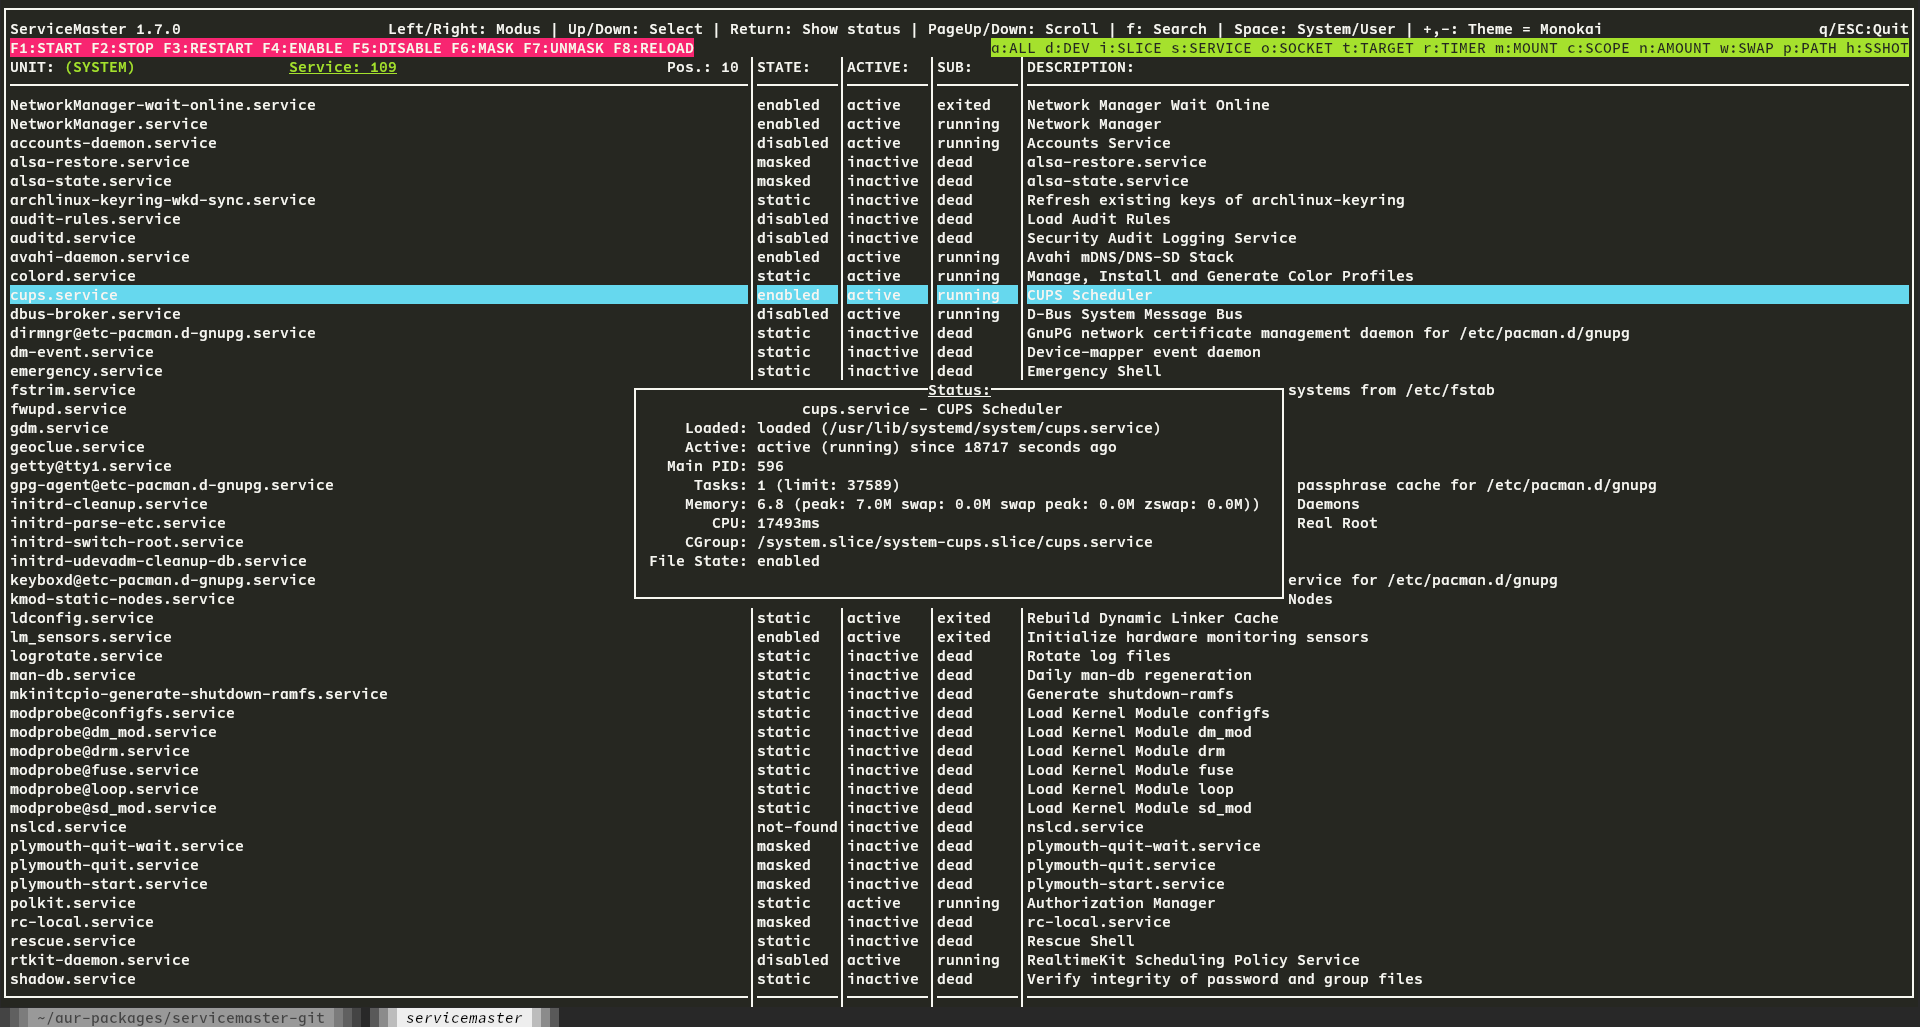 ServiceMaster 1.7.0 Left/Right: Modus | Up/Down: Select | Return: Show status | PageUp/Down: Scroll | f: Search | Space: System/User | +,-: Theme = Monokai q/ESC:Quit
F1:START F2:STOP F3:RESTART F4:ENABLE F5:DISABLE F6:MASK F7:UNMASK F8:RELOAD a:ALL d:DEV i:SLICE s:SERVICE o:SOCKET t:TARGET r:TIMER m:MOUNT c:SCOPE n:AMOUNT w:SWAP p:PATH h:SSHOT
UNIT: (SYSTEM) Service: 109 Pos.: 10 STATE: ACTIVE: SUB: DESCRIPTION:
NetworkManager-wait-online.service enabled active exited Network Manager Wait Online
NetworkManager.service enabled active running Network Manager
accounts-daemon.service disabled active running Accounts Service
alsa-restore.service masked inactive dead alsa-restore.service
alsa-state.service masked inactive dead alsa-state.service
archlinux-keyring-wkd-sync.service static inactive dead Refresh existing keys of archlinux-keyring
audit-rules.service disabled inactive dead Load Audit Rules
auditd.service disabled inactive dead Security Audit Logging Service
avahi-daemon.service enabled active running Avahi mDNS/DNS-SD Stack
colord.service static active running Manage, Install and Generate Color Profiles
cups.service enabled active running CUPS Scheduler
dbus-broker.service disabled active running D-Bus System Message Bus
dirmngr@etc-pacman.d-gnupg.service static inactive dead GnuPG network certificate management daemon for /etc/pacman.d/gnupg
dm-event.service static inactive dead Device-mapper event daemon
emergency.service static inactive dead Emergency Shell
fstrim.service Status: systems from /etc/fstab
fwupd.service cups.service - CUPS Scheduler
gdm.service Loaded: loaded (/usr/lib/systemd/system/cups.service)
geoclue.service Active: active (running) since 18717 seconds ago
getty@tty1.service Main PID: 596
gpg-agent@etc-pacman.d-gnupg.service Tasks: 1 (limit: 37589) passphrase cache for /etc/pacman.d/gnupg
initrd-cleanup.service Memory: 6.8 (peak: 7.0M swap: 0.0M swap peak: 0.0M zswap: 0.0M)) Daemons
initrd-parse-etc.service CPU: 17493ms Real Root
initrd-switch-root.service CGroup: /system.slice/system-cups.slice/cups.service
initrd-udevadm-cleanup-db.service File State: enabled
keyboxd@etc-pacman.d-gnupg.service ervice for /etc/pacman.d/gnupg
kmod-static-nodes.service Nodes
ldconfig.service static active exited Rebuild Dynamic Linker Cache
lm_sensors.service enabled active exited Initialize hardware monitoring sensors
logrotate.service static inactive dead Rotate log files
man-db.service static inactive dead Daily man-db regeneration
mkinitcpio-generate-shutdown-ramfs.service static inactive dead Generate shutdown-ramfs
modprobe@configfs.service static inactive dead Load Kernel Module configfs
modprobe@dm_mod.service static inactive dead Load Kernel Module dm_mod
modprobe@drm.service static inactive dead Load Kernel Module drm
modprobe@fuse.service static inactive dead Load Kernel Module fuse
modprobe@loop.service static inactive dead Load Kernel Module loop
modprobe@sd_mod.service static inactive dead Load Kernel Module sd_mod
nslcd.service not-found inactive dead nslcd.service
plymouth-quit-wait.service masked inactive dead plymouth-quit-wait.service
plymouth-quit.service masked inactive dead plymouth-quit.service
plymouth-start.service masked inactive dead plymouth-start.service
polkit.service static active running Authorization Manager
rc-local.service masked inactive dead rc-local.service
rescue.service static inactive dead Rescue Shell
rtkit-daemon.service disabled active running RealtimeKit Scheduling Policy Service
shadow.service static inactive dead Verify integrity of password and group files
~/aur-packages/servicemaster-git servicemaster